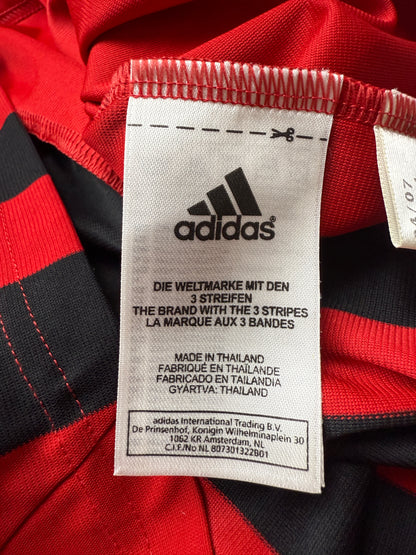 adidas®
DIE WELTMARKE MIT DEN
3 STREIFEN
THE BRAND WITH THE 3 STRIPES
LA MARQUE AUX 3 BANDES
MADE IN THAILAND
FABRIQUÉ EN THAÏLANDE
FABRICADO EN TAILANDIA
GYÁRTVA: THAILAND
adidas International Trading B.V.
De Prinsenhof, Konigin Wilhelminaplein 30
1062 KR Amsterdam, NL
C.I.F./No NL 807301322B01